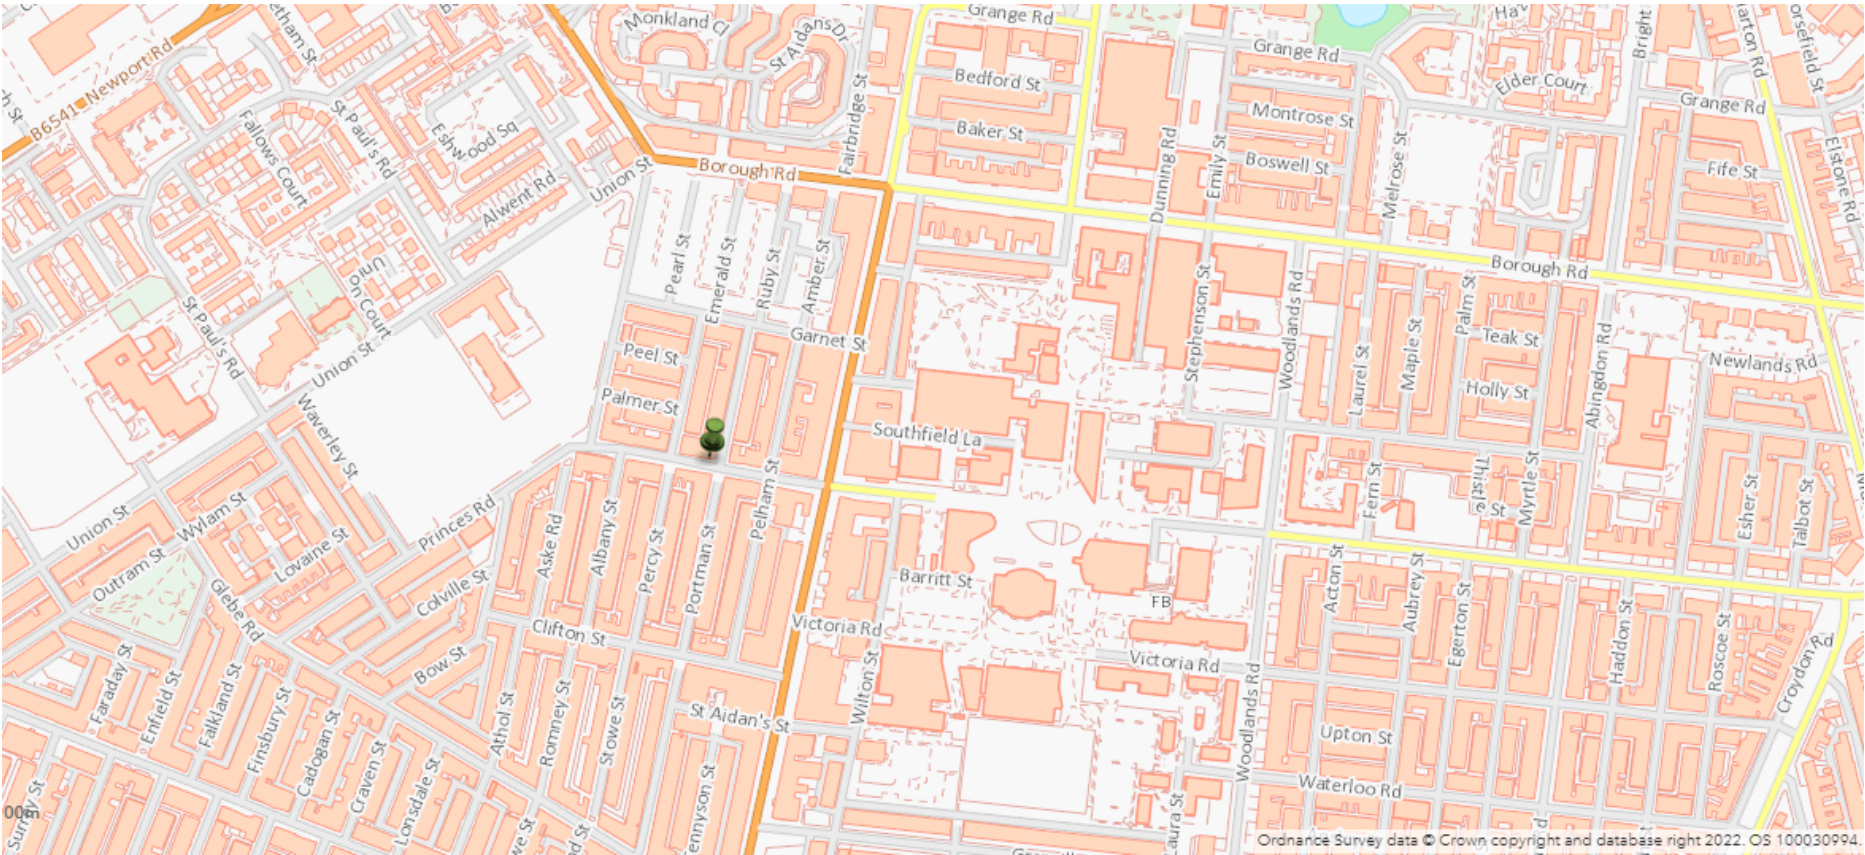 Monkland Cl
St Aidans Dr
Grange Rd
Bright
B6541 Newport Rd
Fairbridge St
Bedford St
Grange Rd
Elder Court
Grange Rd
St Paul's Rd
Fallows Court
Eshwood Sq
Baker St
Montrose St
Dunning Rd
Emily St
Boswell St
Melrose St
Fife St
Elstone Rd
Borough Rd
Union St
Alwent Rd
Pearl St
Emerald St
Ruby St
Amber St
Union Court
St Paul's Rd
Stephenson St
Woodlands Rd
Borough Rd
Union St
Garnet St
Peel St
Palmer St
Palm St
Teak St
Maple St
Laurel St
Holly St
Abingdon Rd
Newlands Rd
Waverley St
Southfield La
Pelham St
Fern St
Thistle St
Myrtle St
Esher St
Talbot St
Union St
Wylam St
Princes Rd
Outram St
Lovaine St
Aske Rd
Albany St
Percy St
Portman St
Barritt St
Acton St
Aubrey St
Egerton St
Haddon St
Roscoe St
Croydon Rd
FB
Glebe Rd
Colville St
Clifton St
Victoria Rd
Victoria Rd
Bow St
Faraday St
Enfield St
Falkland St
Finsbury St
Cadogan St
Craven St
Lonsdale St
Athol St
Romney St
Stowe St
St Aidan's St
Wilton St
Woodlands Rd
Upton St
Waterloo Rd
Surrey St
00m
ennyson St
aura St
Ordnance Survey data © Crown copyright and database right 2022. OS 100030994.